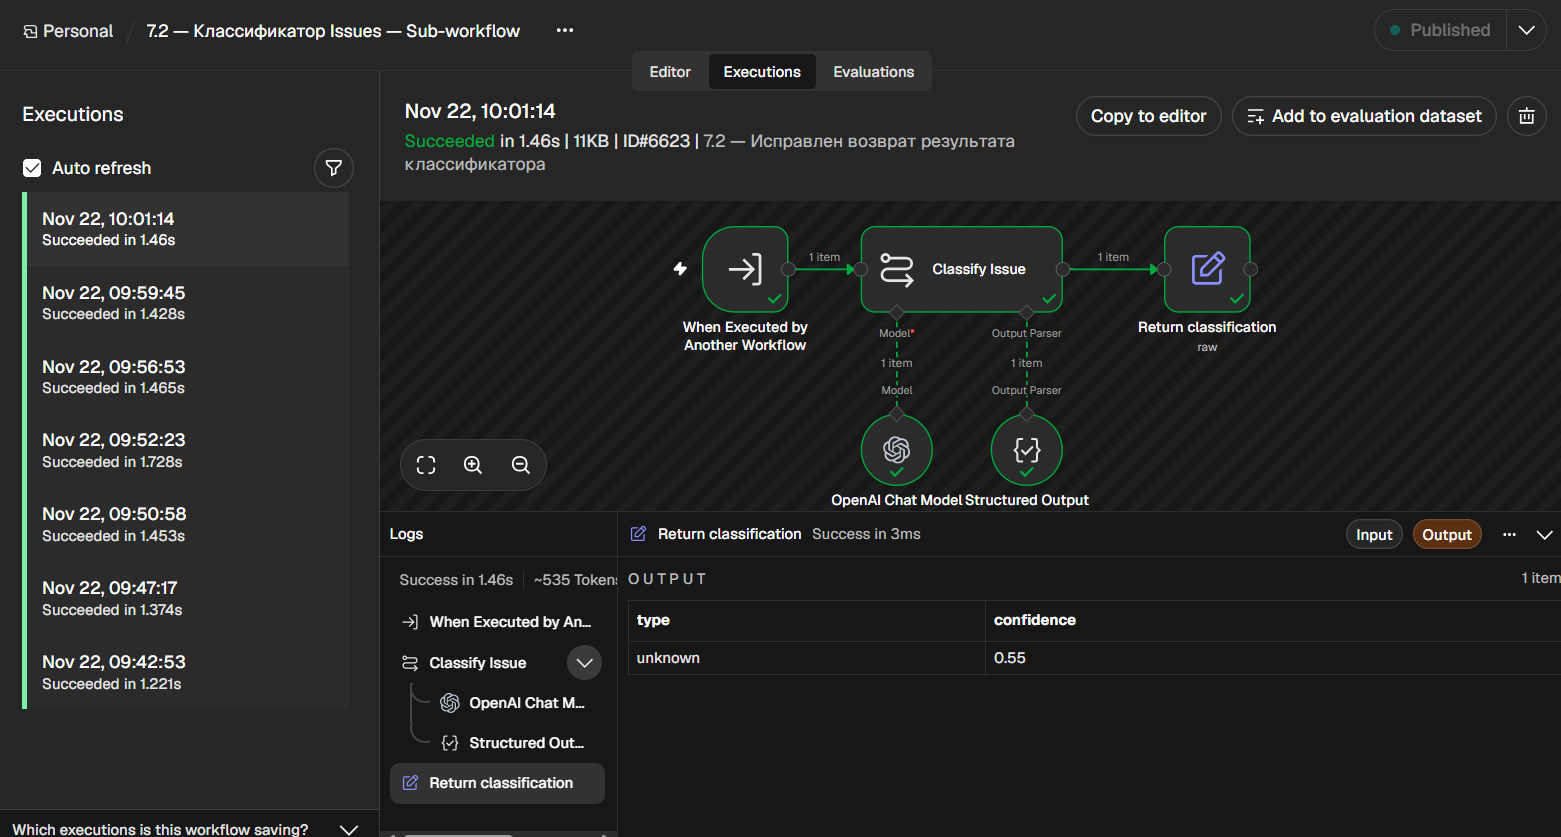 Personal / 7.2 — Классификатор Issues — Sub-workflow ...
Published
Editor Executions Evaluations
Executions
Auto refresh
Nov 22, 10:01:14
Succeeded in 1.46s
Nov 22, 09:59:45
Succeeded in 1.428s
Nov 22, 09:56:53
Succeeded in 1.465s
Nov 22, 09:52:23
Succeeded in 1.728s
Nov 22, 09:50:58
Succeeded in 1.453s
Nov 22, 09:47:17
Succeeded in 1.374s
Nov 22, 09:42:53
Succeeded in 1.221s
Which executions is this workflow saving?
Nov 22, 10:01:14
Succeeded in 1.46s | 11KB | ID#6623 | 7.2 — Исправлен возврат результата
классификатора
Copy to editor
Add to evaluation dataset
1 item
Classify Issue
1 item
When Executed by
Another Workflow
Return classification
raw
Model*
Output Parser
1 item
1 item
Model
Output Parser
OpenAI Chat Model
Structured Output
Logs
Success in 1.46s
~535 Tokens
When Executed by An...
Classify Issue
OpenAI Chat M...
Structured Out...
Return classification
Return classification Success in 3ms
Input Output ...
OUTPUT
1 item
type confidence
unknown 0.55